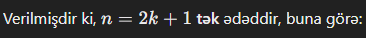 Verilmişdir ki, n = 2k + 1 tək ədəddir, buna görə: